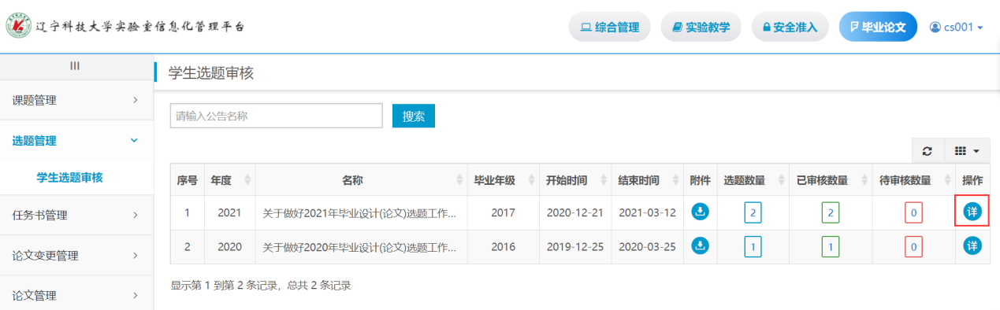 辽宁科技大学实验室信息化管理平台
综合管理 实验教学 安全准入 毕业论文 cs001
课题管理
选题管理
学生选题审核
任务书管理
论文变更管理
论文管理
学生选题审核
请输入公告名称 搜索
序号 年度 名称 毕业年级 开始时间 结束时间 附件 选题数量 已审核数量 待审核数量 操作
1 2021 关于做好2021年毕业设计(论文)选题工作... 2017 2020-12-21 2021-03-12 2 2 0 详
2 2020 关于做好2020年毕业设计(论文)选题工作... 2016 2019-12-25 2020-03-25 1 1 0 详
显示第 1 到第 2 条记录，总共 2 条记录